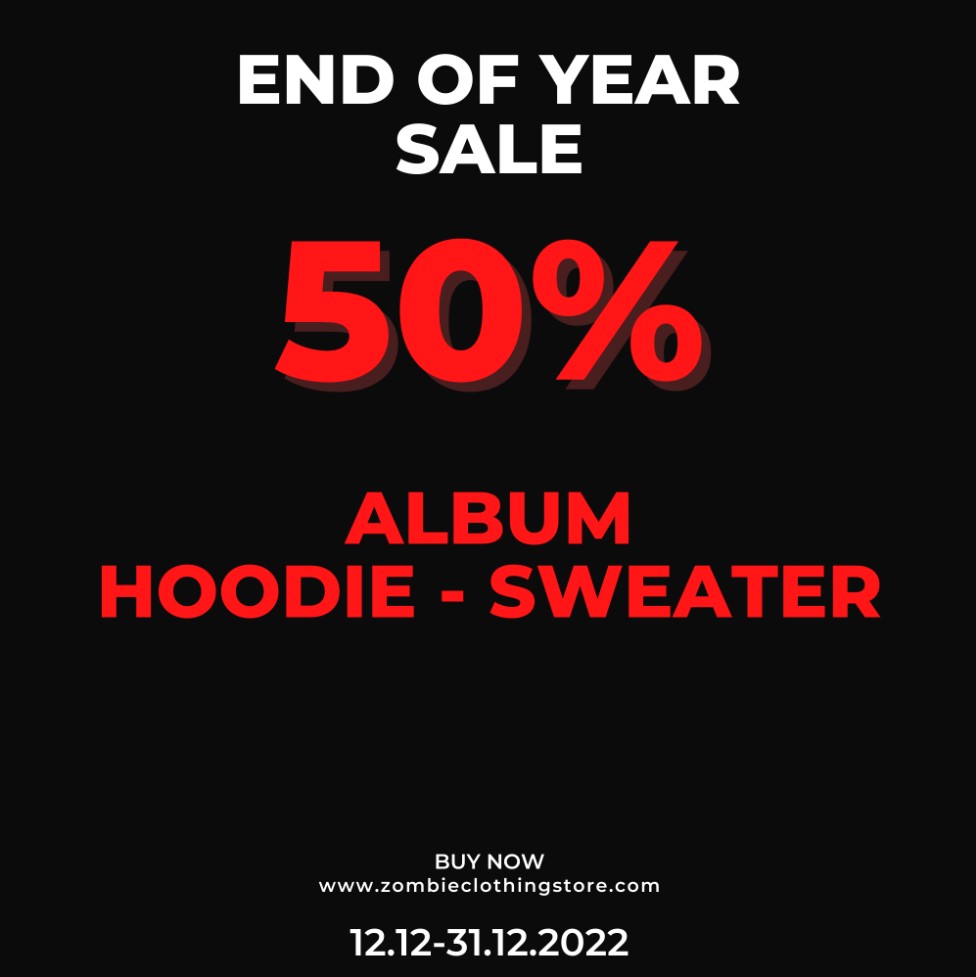 END OF YEAR
SALE
50%
ALBUM
HOODIE - SWEATER
BUY NOW
www.zombieclothingstore.com
12.12-31.12.2022